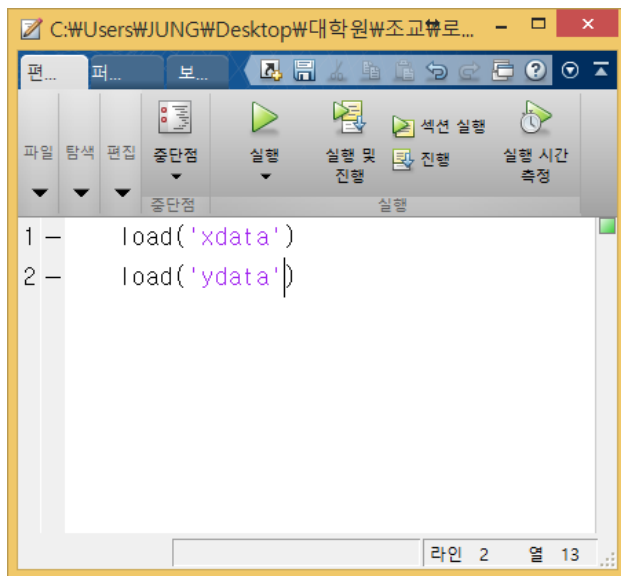 C:₩Users₩JUNG₩Desktop₩대학원₩조교₩로...
편... 퍼... 보...
파일 탐색 편집 중단점 실행 실행 및 진행 섹션 실행 진행 실행 시간 측정
중단점 실행
1 – load('xdata')
2 – load('ydata')
라인 2 열 13